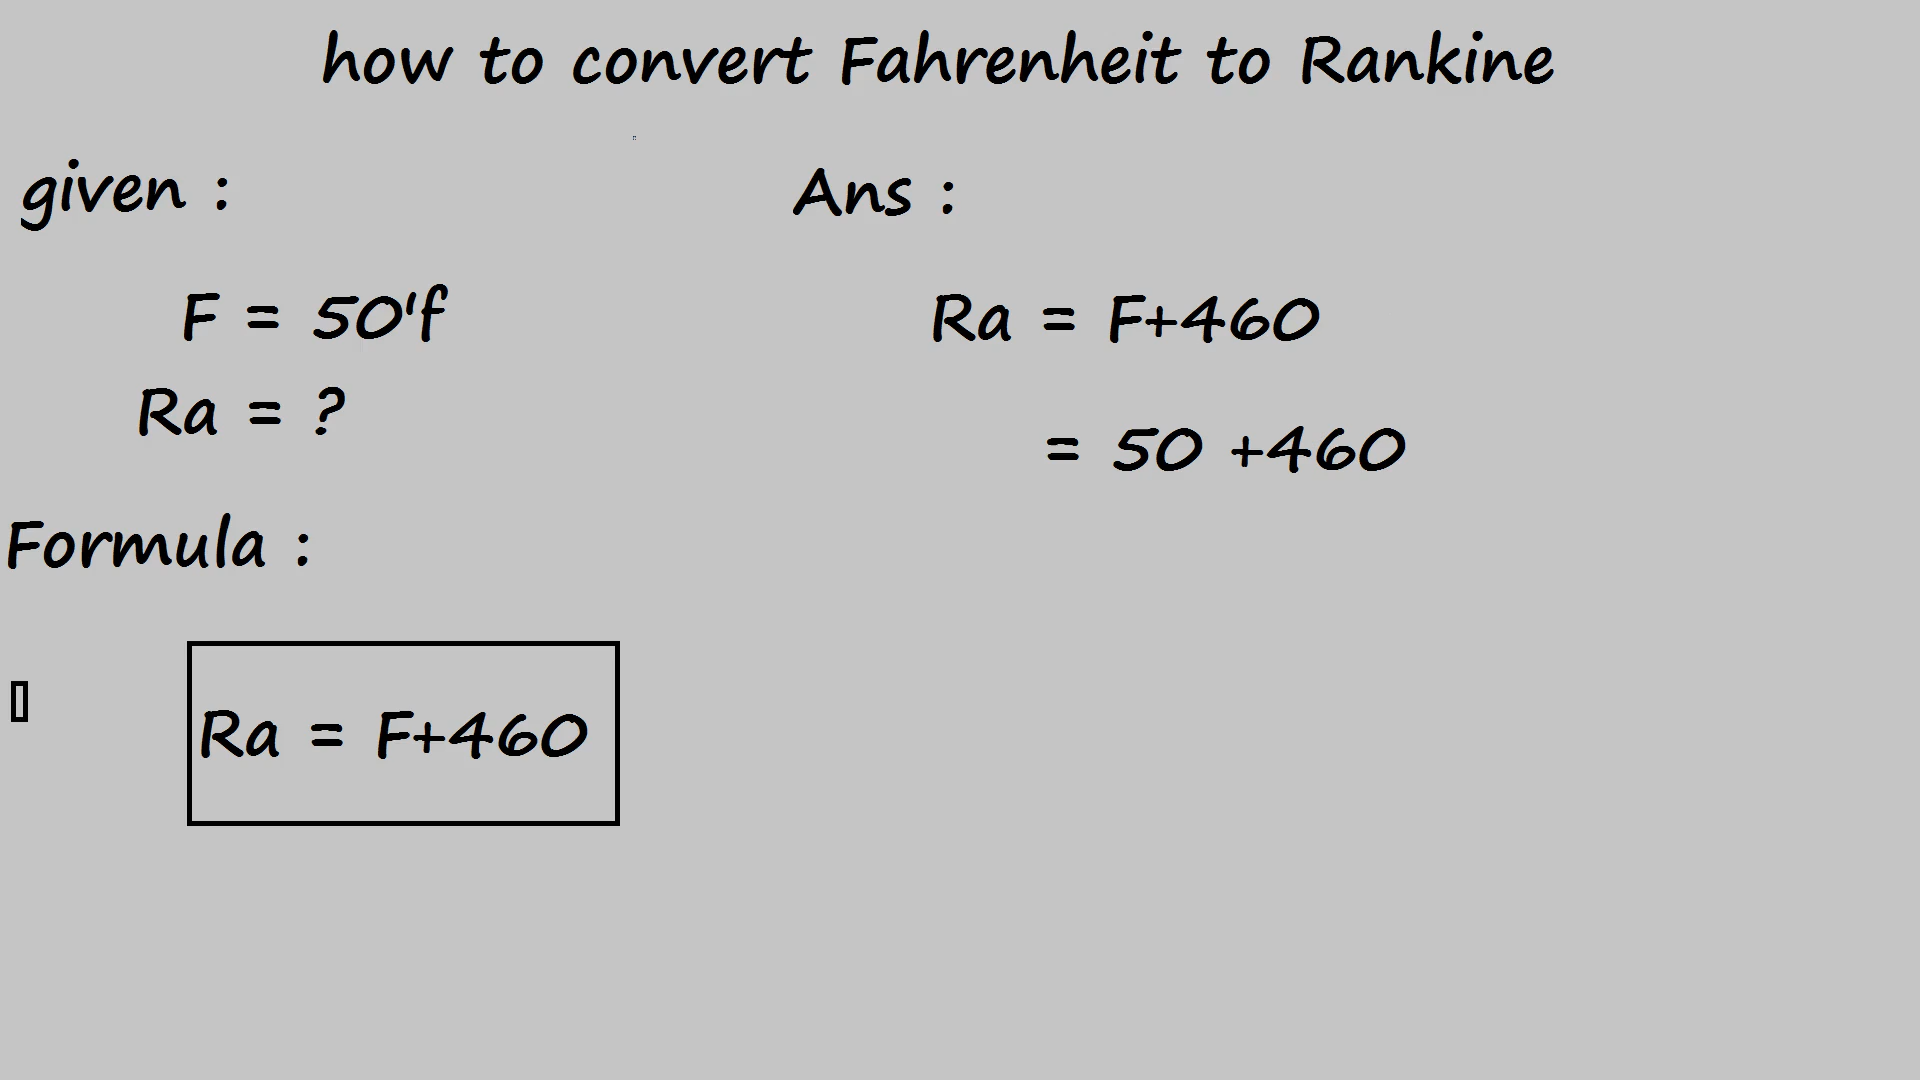 how to convert Fahrenheit to Rankine
given :
F = 50'f
Ra = ?
Formula :
Ra = F+460
Ans :
Ra = F+460
= 50 +460